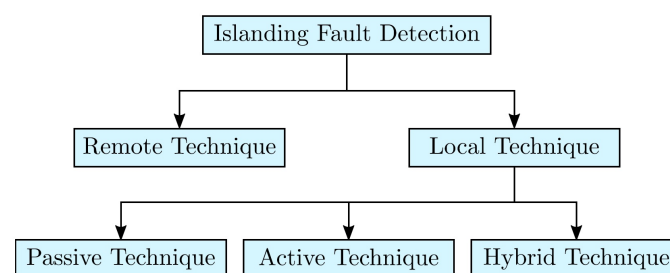 Islanding Fault Detection
Remote Technique
Local Technique
Passive Technique
Active Technique
Hybrid Technique